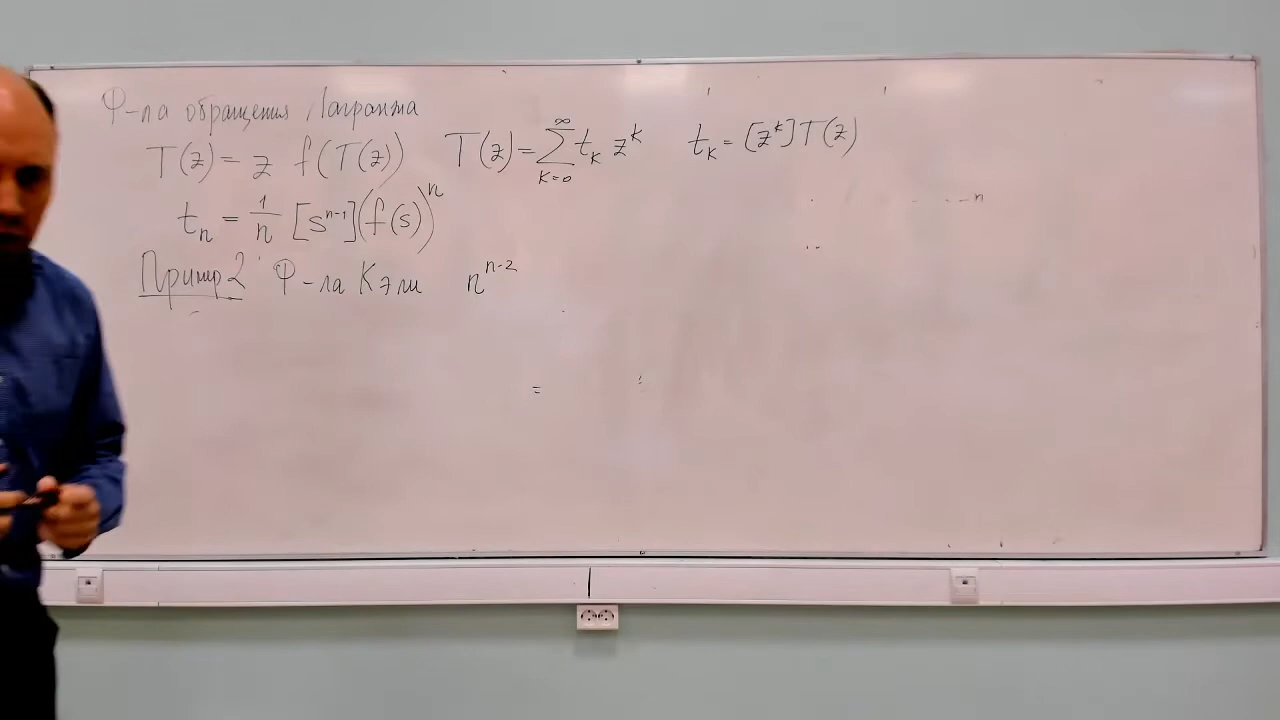 Ф-ла обращения Лагранжа
T(z) = z f(T(z)) T(z) = ∑_{k=0}^{∞} t_k z^k t_k = [z^k] T(z)
t_n = 1/n [s^{n-1}] (f(s))^n
Пример 2 Ф-ла Кэли n^{n-2}